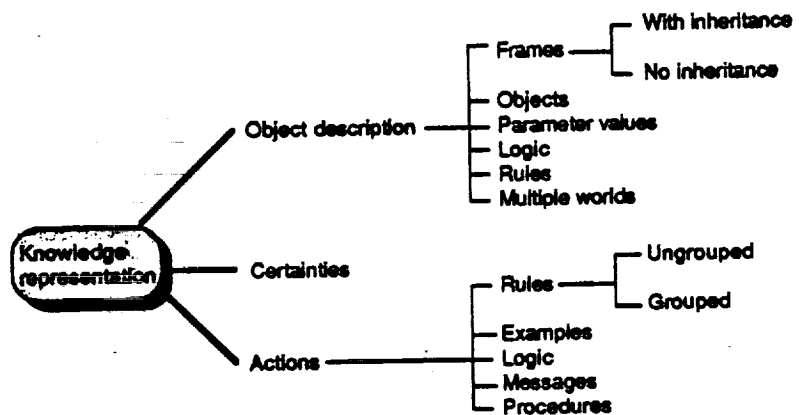 With inheritance
Frames
No inheritance
Objects
Object description
Parameter values
Logic
Rules
Multiple worlds
Knowledge
representation
Certainties
Ungrouped
Rules
Grouped
Examples
Actions
Logic
Messages
Procedures